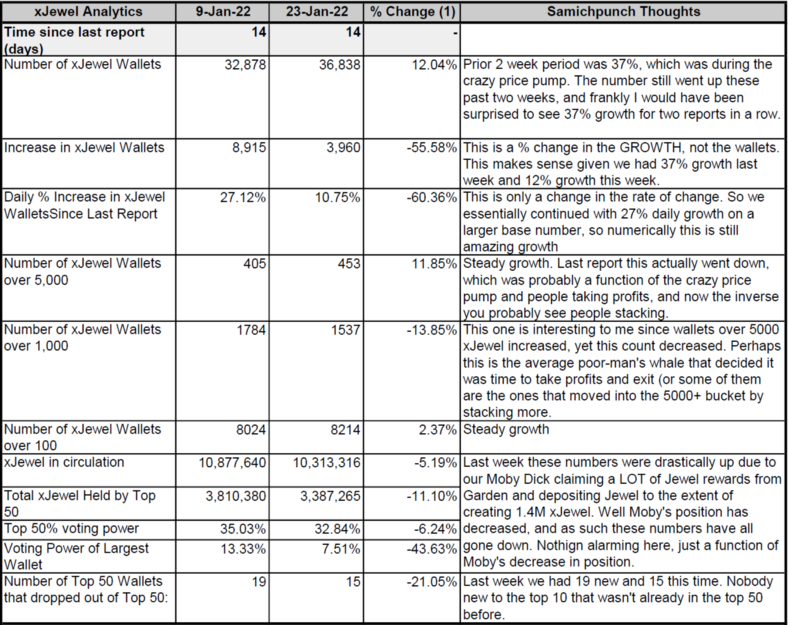 xJewel Analytics 9-Jan-22 23-Jan-22 % Change (1) Samichpunch Thoughts
Time since last report 14 14 -
(days)
Number of xJewel Wallets 32,878 36,838 12.04% Prior 2 week period was 37%, which was during the
crazy price pump. The number still went up these
past two weeks, and frankly I would have been
surprised to see 37% growth for two reports in a row.
Increase in xJewel Wallets 8,915 3,960 -55.58% This is a % change in the GROWTH, not the wallets.
This makes sense given we had 37% growth last
week and 12% growth this week.
Daily % Increase in xJewel 27.12% 10.75% -60.36% This is only a change in the rate of change. So we
WalletsSince Last Report essentially continued with 27% daily growth on a
larger base number, so numerically this is still
amazing growth
Number of xJewel Wallets 405 453 11.85% Steady growth. Last report this actually went down,
over 5,000 which was probably a function of the crazy price
pump and people taking profits, and now the inverse
you probably see people stacking.
Number of xJewel Wallets 1784 1537 -13.85% This one is interesting to me since wallets over 5000
over 1,000 xJewel increased, yet this count decreased. Perhaps
this is the average poor-man's whale that decided it
was time to take profits and exit (or some of them
are the ones that moved into the 5000+ bucket by
stacking more.
Number of xJewel Wallets 8024 8214 2.37% Steady growth
over 100
xJewel in circulation 10,877,640 10,313,316 -5.19% Last week these numbers were drastically up due to
our Moby Dick claiming a LOT of Jewel rewards from
Total xJewel Held by Top 3,810,380 3,387,265 -11.10% Garden and depositing Jewel to the extent of
50 creating 1.4M xJewel. Well Moby's position has
Top 50% voting power 35.03% 32.84% -6.24% decreased, and as such these numbers have all
Voting Power of Largest 13.33% 7.51% -43.63% gone down. Nothign alarming here, just a function of
Wallet Moby's decrease in position.
Number of Top 50 Wallets 19 15 -21.05% Last week we had 19 new and 15 this time. Nobody
that dropped out of Top 50: new to the top 10 that wasn't already in the top 50
before.